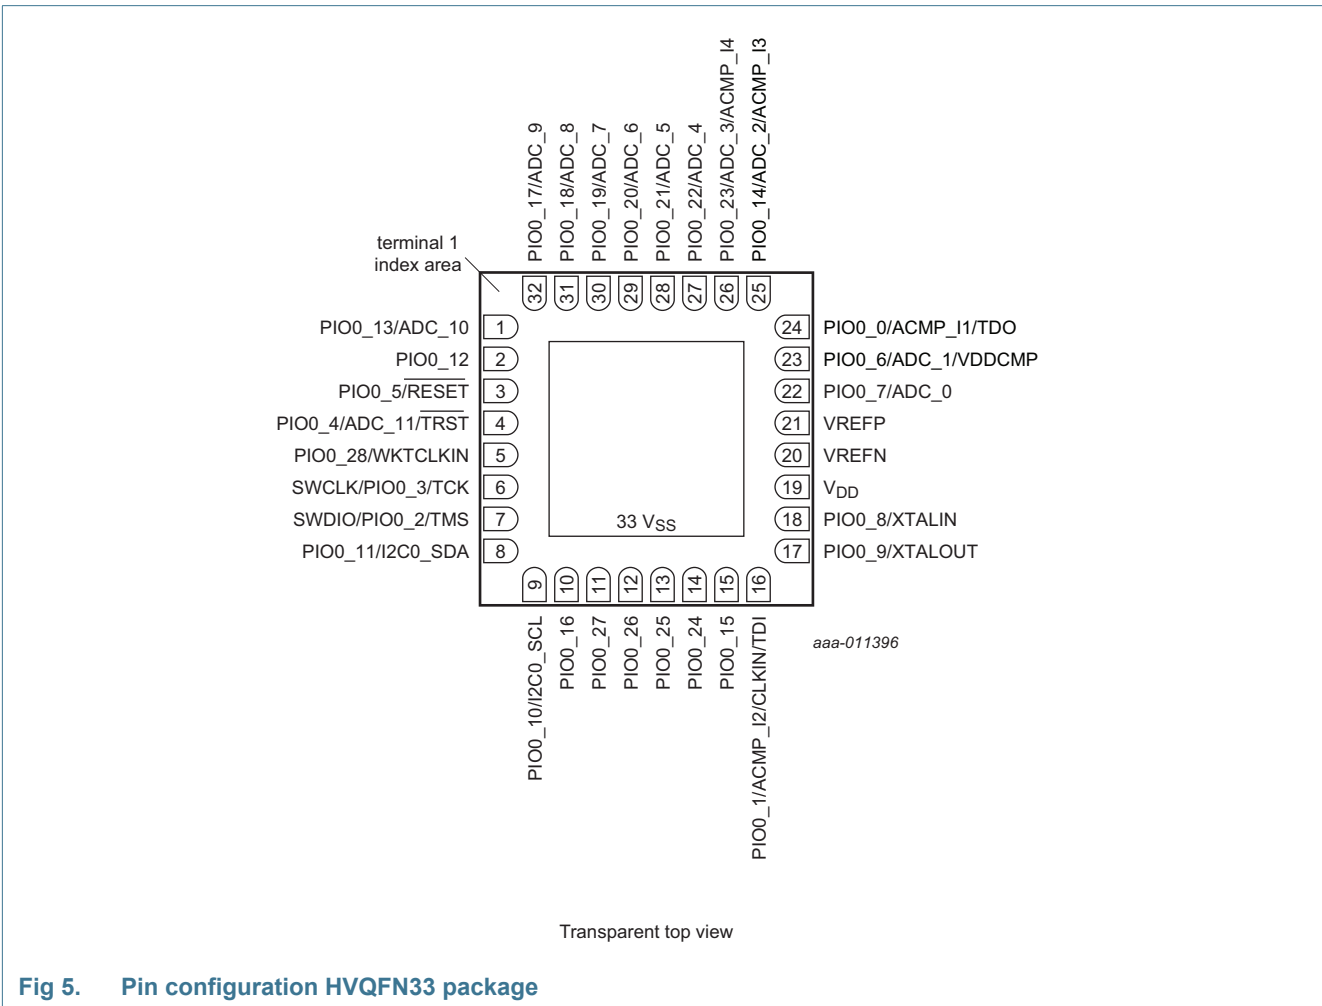 PIO0_17/ADC_9
PIO0_18/ADC_8
PIO0_19/ADC_7
PIO0_20/ADC_6
PIO0_21/ADC_5
PIO0_22/ADC_4
PIO0_23/ADC_3/ACMP_I4
PIO0_14/ADC_2/ACMP_I3
terminal 1
index area
32 31 30 29 28 27 26 25
PIO0_13/ADC_10 1
PIO0_12 2
PIO0_5/RESET 3
PIO0_4/ADC_11/TRST 4
PIO0_28/WKTCLKIN 5
SWCLK/PIO0_3/TCK 6
SWDIO/PIO0_2/TMS 7
PIO0_11/I2C0_SDA 8
24 PIO0_0/ACMP_I1/TDO
23 PIO0_6/ADC_1/VDDCMP
22 PIO0_7/ADC_0
21 VREFP
20 VREFN
19 VDD
18 PIO0_8/XTALIN
17 PIO0_9/XTALOUT
33 VSS
9 10 11 12 13 14 15 16
PIO0_10/I2C0_SCL
PIO0_16
PIO0_27
PIO0_26
PIO0_25
PIO0_24
PIO0_15
PIO0_1/ACMP_I2/CLKIN/TDI
aaa-011396
Transparent top view
Fig 5. Pin configuration HVQFN33 package